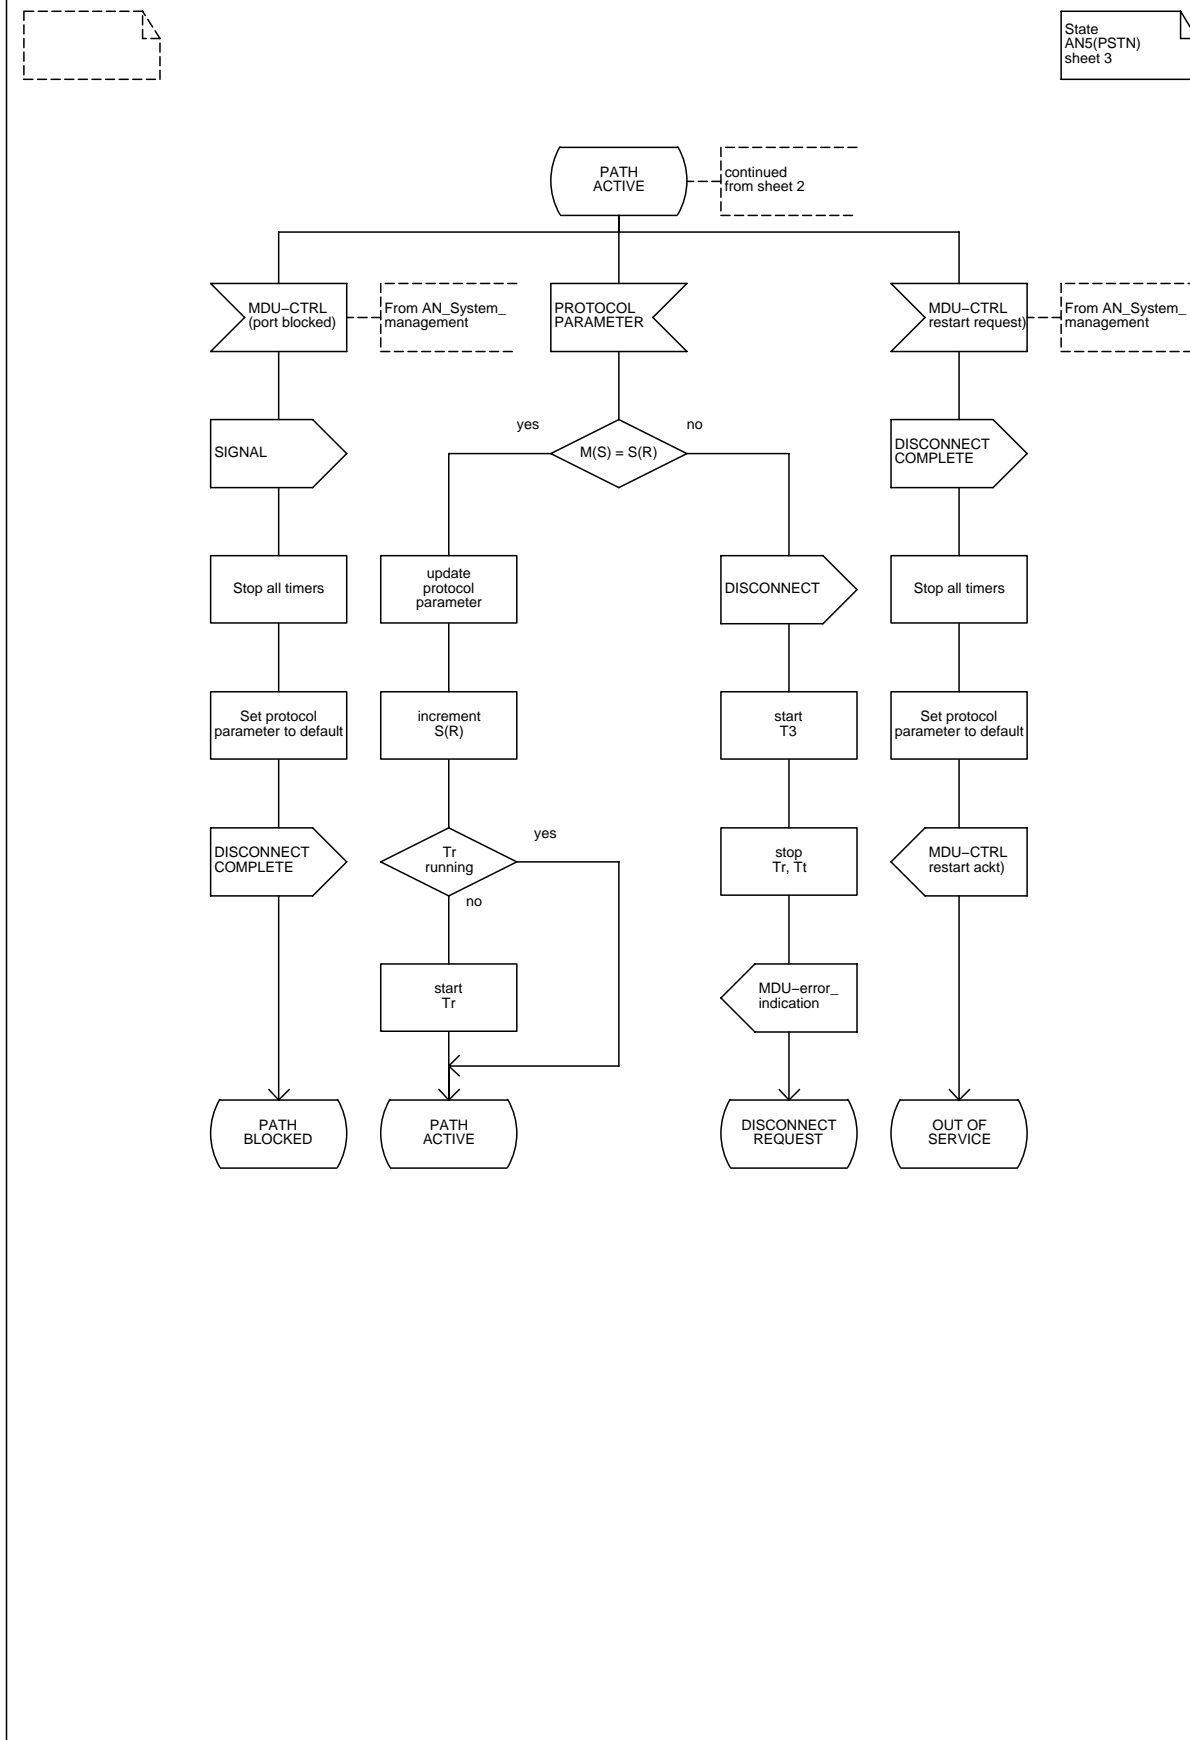 State
AN5(PSTN)
sheet 3
PATH
ACTIVE
continued
from sheet 2
MDU−CTRL
(port blocked)
From AN_System_
management
PROTOCOL
PARAMETER
MDU−CTRL
restart request)
From AN_System_
management
SIGNAL
yes
M(S) = S(R)
no
DISCONNECT
COMPLETE
Stop all timers
update
protocol
parameter
DISCONNECT
Stop all timers
Set protocol
parameter to default
increment
S(R)
start
T3
Set protocol
parameter to default
DISCONNECT
COMPLETE
Tr
running
yes
no
stop
Tr, Tt
MDU−CTRL
restart ackt)
start
Tr
MDU−error_
indication
PATH
BLOCKED
PATH
ACTIVE
DISCONNECT
REQUEST
OUT OF
SERVICE